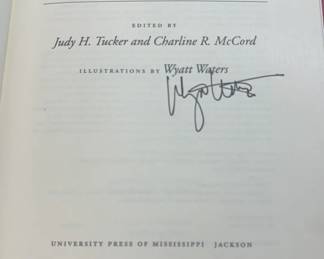 EDITED BY
Judy H. Tucker and Charline R. McCord
ILLUSTRATIONS BY Wyatt Waters
UNIVERSITY PRESS OF MISSISSIPPI JACKSON